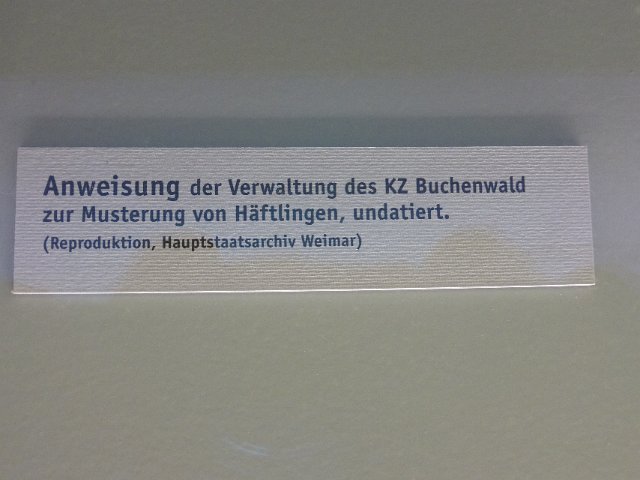 Anweisung der Verwaltung des KZ Buchenwald
zur Musterung von Häftlingen, undatiert.
(Reproduktion, Hauptstaatsarchiv Weimar)